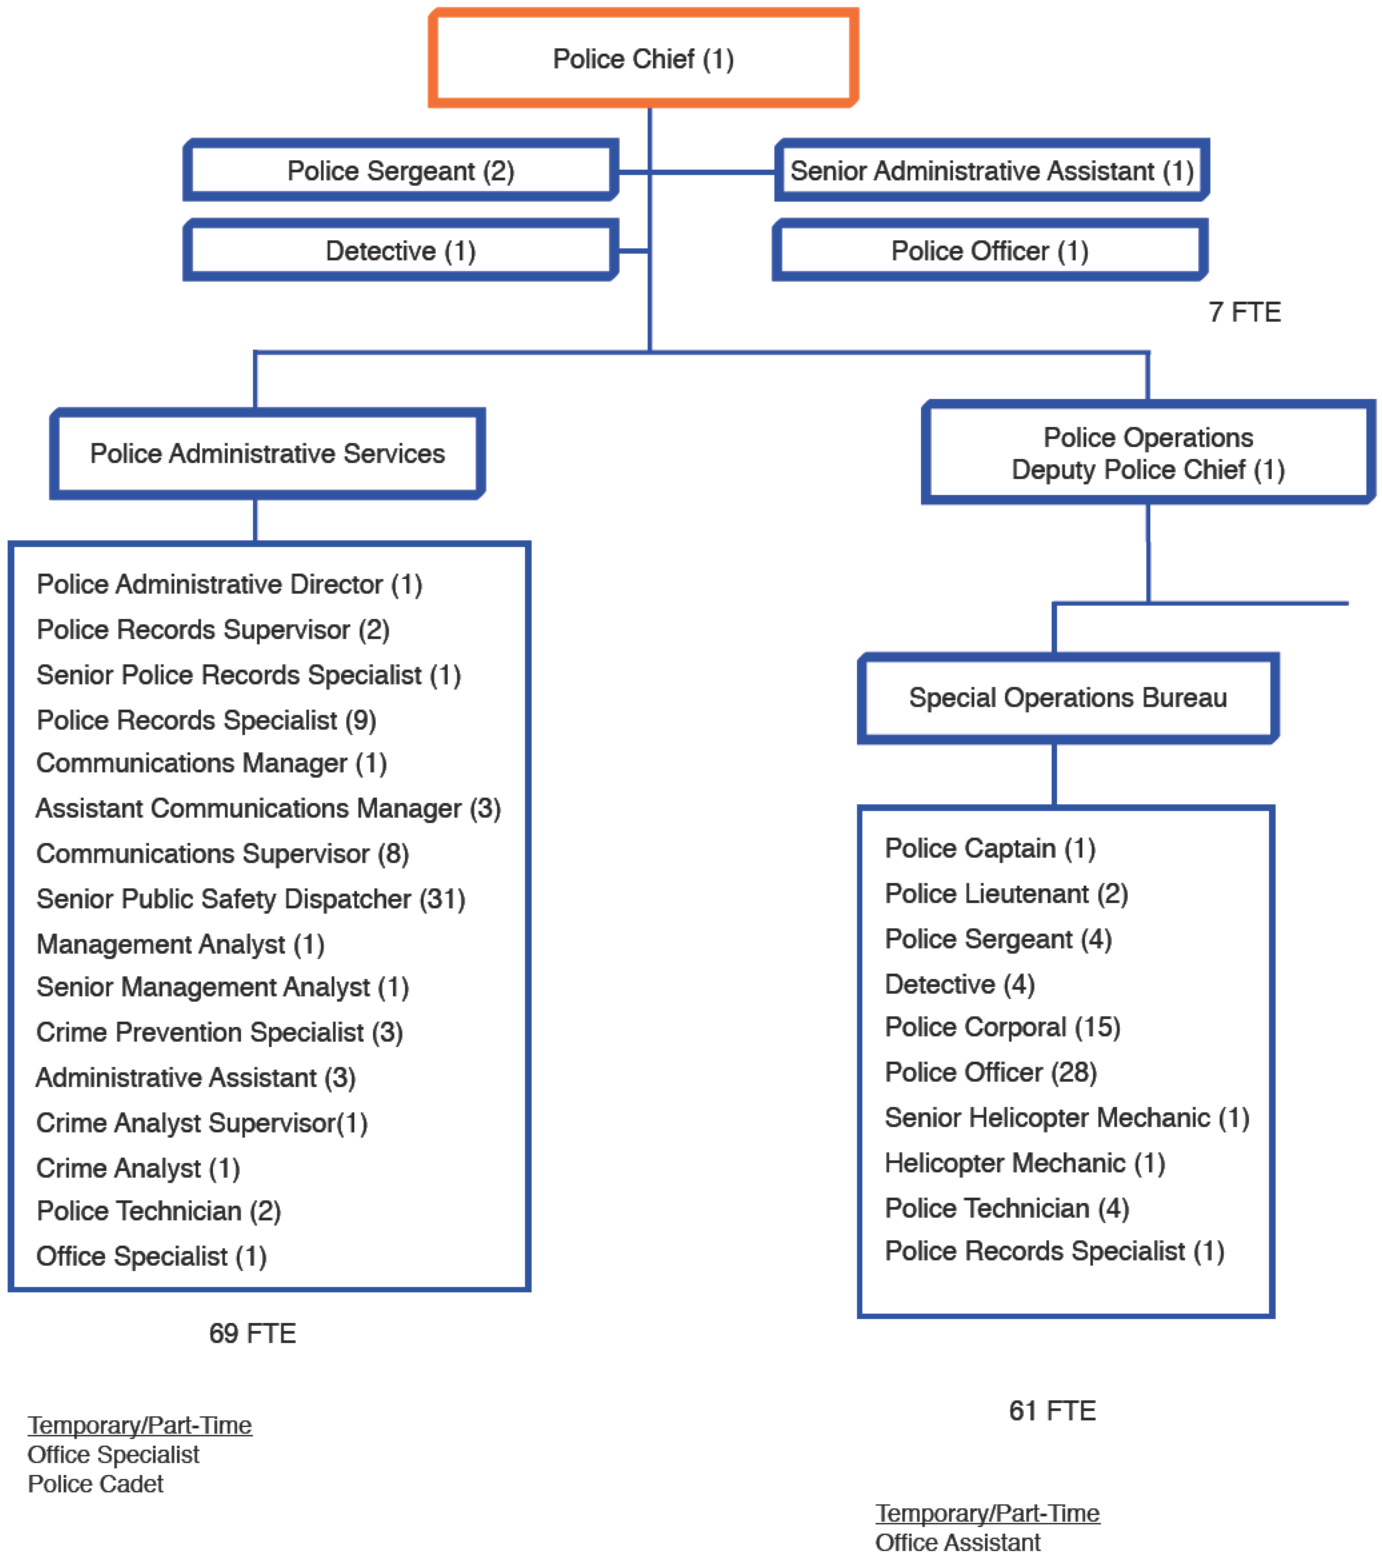 Police Chief (1)
Police Sergeant (2)
Senior Administrative Assistant (1)
Detective (1)
Police Officer (1)
7 FTE
Police Administrative Services
Police Operations
Deputy Police Chief (1)
Police Administrative Director (1)
Police Records Supervisor (2)
Senior Police Records Specialist (1)
Police Records Specialist (9)
Communications Manager (1)
Assistant Communications Manager (3)
Communications Supervisor (8)
Senior Public Safety Dispatcher (31)
Management Analyst (1)
Senior Management Analyst (1)
Crime Prevention Specialist (3)
Administrative Assistant (3)
Crime Analyst Supervisor(1)
Crime Analyst (1)
Police Technician (2)
Office Specialist (1)
69 FTE
Temporary/Part-Time
Office Specialist
Police Cadet
Special Operations Bureau
Police Captain (1)
Police Lieutenant (2)
Police Sergeant (4)
Detective (4)
Police Corporal (15)
Police Officer (28)
Senior Helicopter Mechanic (1)
Helicopter Mechanic (1)
Police Technician (4)
Police Records Specialist (1)
61 FTE
Temporary/Part-Time
Office Assistant